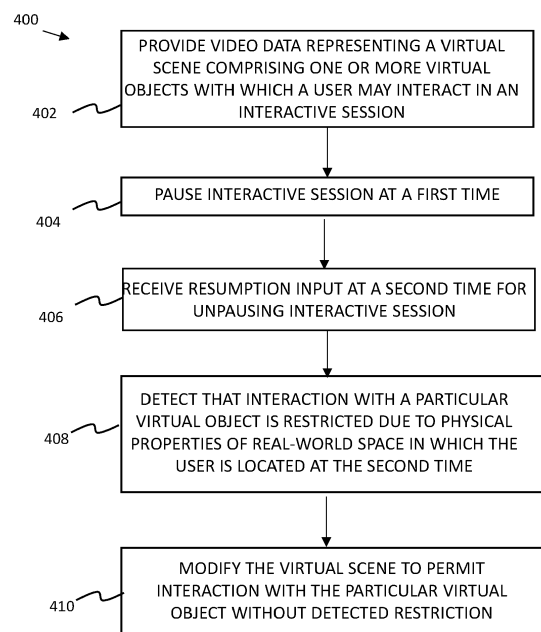 400
PROVIDE VIDEO DATA REPRESENTING A VIRTUAL
SCENE COMPRISING ONE OR MORE VIRTUAL
OBJECTS WITH WHICH A USER MAY INTERACT IN AN
INTERACTIVE SESSION
402
PAUSE INTERACTIVE SESSION AT A FIRST TIME
404
RECEIVE RESUMPTION INPUT AT A SECOND TIME FOR
UNPAUSING INTERACTIVE SESSION
406
DETECT THAT INTERACTION WITH A PARTICULAR
VIRTUAL OBJECT IS RESTRICTED DUE TO PHYSICAL
PROPERTIES OF REAL-WORLD SPACE IN WHICH THE
USER IS LOCATED AT THE SECOND TIME
408
MODIFY THE VIRTUAL SCENE TO PERMIT
INTERACTION WITH THE PARTICULAR VIRTUAL
OBJECT WITHOUT DETECTED RESTRICTION
410